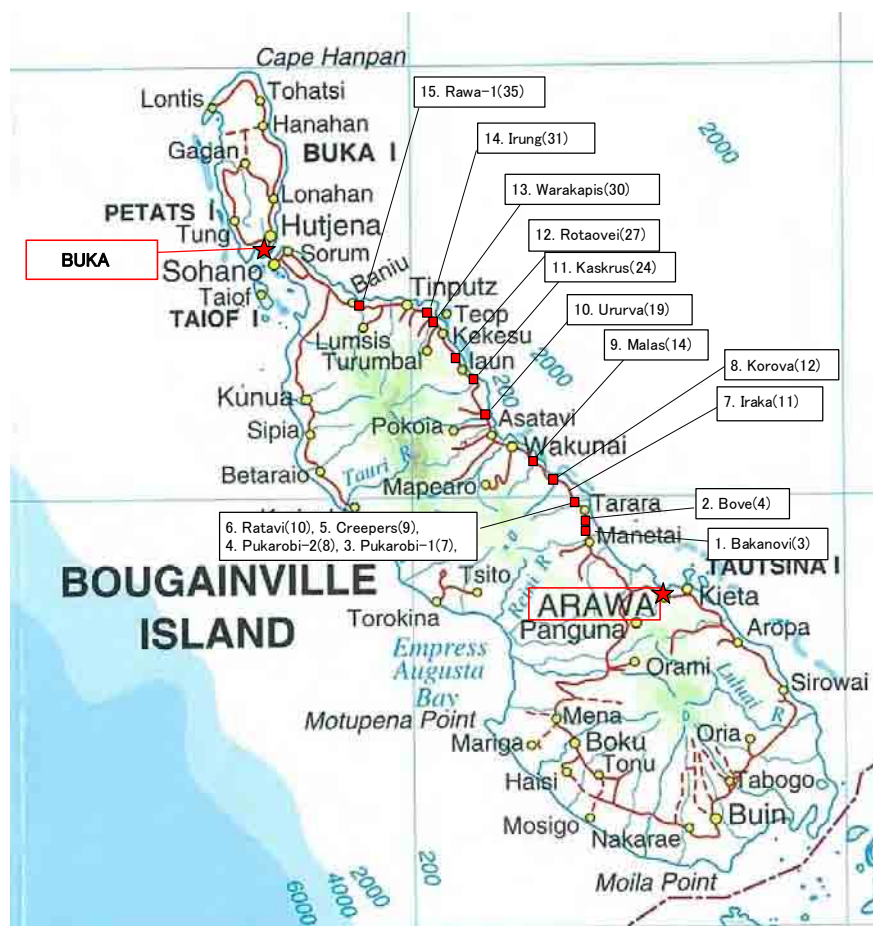 Cape Hanpan
Lontis
Tohatsi
15. Rawa-1(35)
Hanahan
2000
14. Irung(31)
Gagan
BUKA I
13. Warakapis(30)
Lonahan
PETATS I
Tung
Hutjena
12. Rotaovei(27)
BUKA
Sorum
11. Kaskrus(24)
Sohano
Baniu
Tinputz
Taiof
10. Ururva(19)
TAIOF I
Teop
Lumsis
Kekesu
9. Malas(14)
Turumbal
Iaun
2000
8. Korova(12)
200
7. Iraka(11)
Kunua
Asatavi
Pokoia
Sipia
Wakunai
Tauri R
Betaraio
Mapearo
2. Bove(4)
Tarara
6. Ratavi(10), 5. Creepers(9),
4. Pukarobi-2(8), 3. Pukarobi-1(7),
Manetai
1. Bakanovi(3)
TAUTSINA I
BOUGAINVILLE
ISLAND
Tsito
Kieta
ARAWA
Torokina
Panguna
Aropa
Empress
Augusta
Bay
Orami
Luluai R
Sirowai
Motupena Point
Mena
Mariga
Boku
Oria
Tonu
Haisi
Tabogo
Mosigo
Buin
Nakarae
200
2000
4000
6000
Moila Point